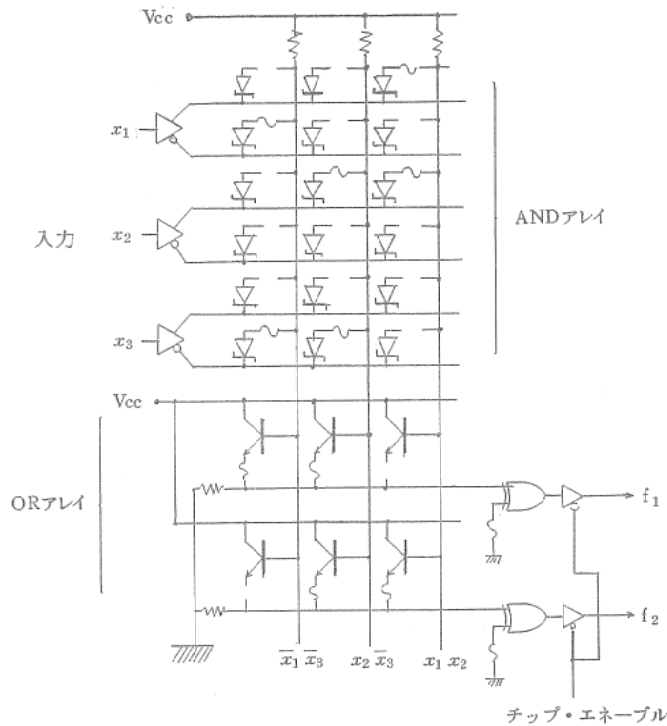 Vcc
x₁
入力
x₂
x₃
ANDアレイ
Vcc
ORアレイ
f₁
f₂
x̄₁ x̄₃
x₂ x̄₃
x₁ x₂
チップ・エネーブル